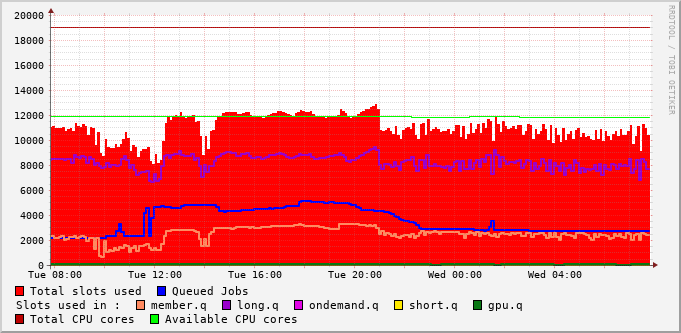 20000
18000
16000
14000
12000
10000
8000
6000
4000
2000
0
Tue 08:00 Tue 12:00 Tue 16:00 Tue 20:00 Wed 00:00 Wed 04:00
Total slots used Queued Jobs
Slots used in : member.q long.q ondemand.q short.q gpu.q
Total CPU cores Available CPU cores
RRDTOOL / TOBI OETIKER